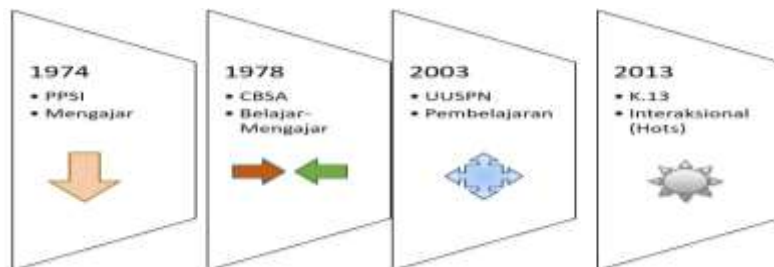 1974
• PPSI
• Mengajar
1978
• CBSA
• Belajar-
Mengajar
2003
• UUSPN
• Pembelajaran
2013
• K.13
• Interaksional
(Hots)